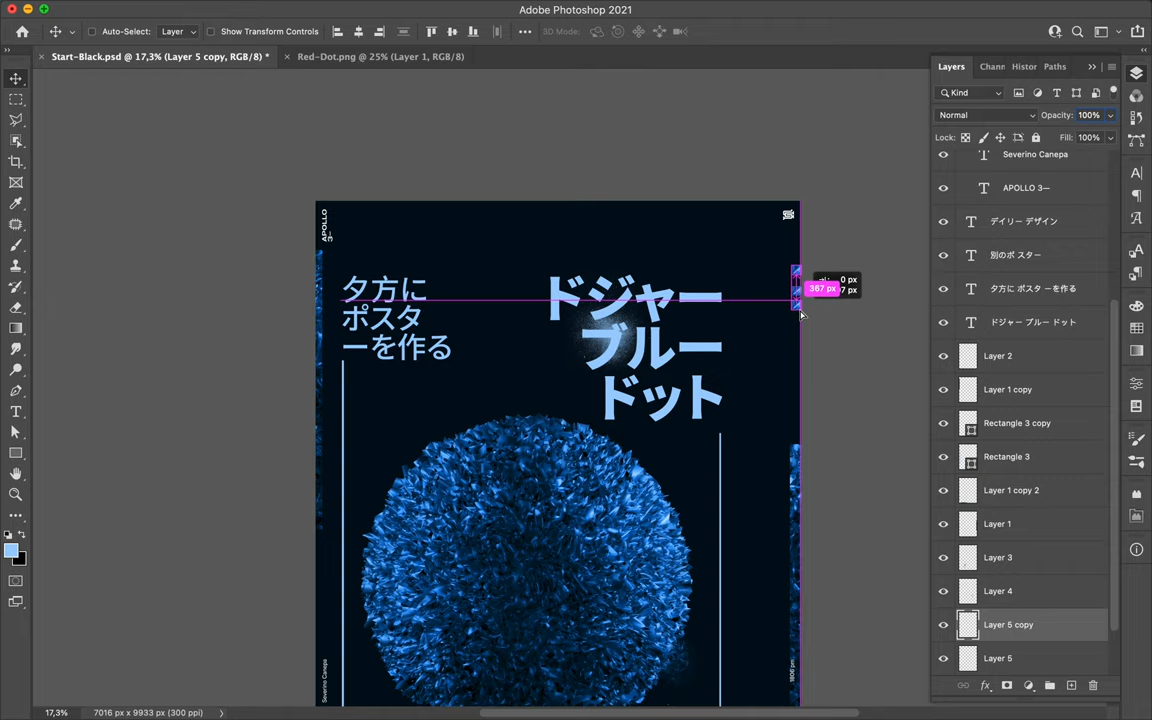 Adobe Photoshop 2021
Auto-Select:
Layer
Show Transform Controls
3D Mode:
Start-Black.psd @ 17,3% (Layer 5 copy, RGB/8) *
Red-Dot.png @ 25% (Layer 1, RGB/8)
Layers
Chann
Histor
Paths
Kind
Normal
Opacity:
100%
Lock:
Fill:
100%
Severino Canepa
APOLLO 3—
デイリー デザイン
別のポ スター
夕方に ポスターを作る
ドジャー ブルー ドット
Layer 2
Layer 1 copy
Rectangle 3 copy
Rectangle 3
Layer 1 copy 2
Layer 1
Layer 3
Layer 4
Layer 5 copy
Layer 5
APOLLO
3—
夕方に
ポスタ
ーを作る
ドジャー
ブルー
ドット
0 px
7 px
367 px
Severino Canepa
1806 pm
17,3%
7016 px x 9933 px (300 ppi)